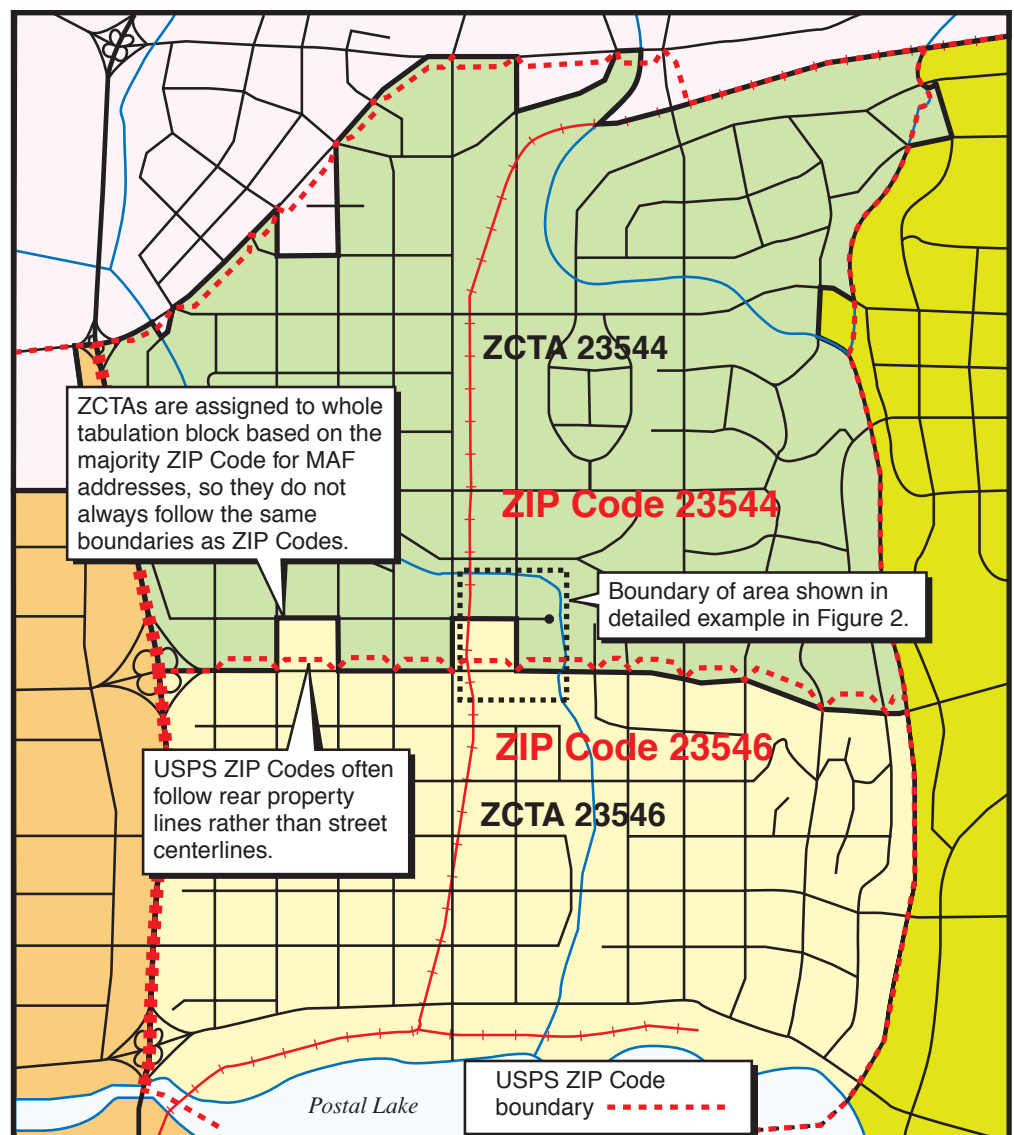 ZCTA 23544
ZCTAs are assigned to whole
tabulation block based on the
majority ZIP Code for MAF
addresses, so they do not
always follow the same
boundaries as ZIP Codes.
ZIP Code 23544
Boundary of area shown in
detailed example in Figure 2.
ZIP Code 23546
USPS ZIP Codes often
follow rear property
lines rather than street
centerlines.
ZCTA 23546
USPS ZIP Code
boundary
Postal Lake